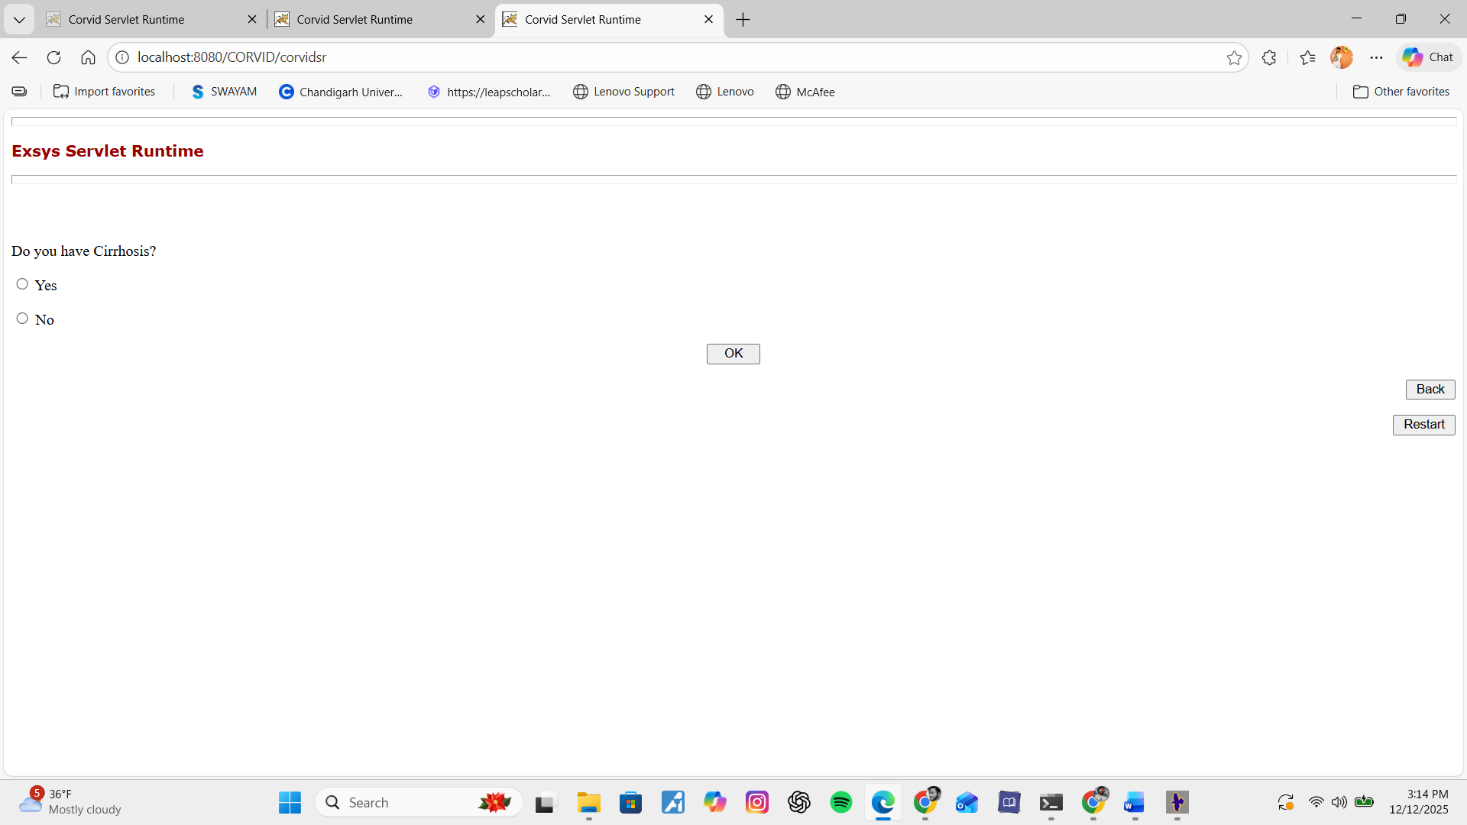 Corvid Servlet Runtime
Corvid Servlet Runtime
Corvid Servlet Runtime
localhost:8080/CORVID/corvidsr
Chat
Import favorites
SWAYAM
Chandigarh Univer...
https://leapscholar...
Lenovo Support
Lenovo
McAfee
Other favorites
Exsys Servlet Runtime
Do you have Cirrhosis?
Yes
No
OK
Back
Restart
5
36°F
Mostly cloudy
Search
3:14 PM
12/12/2025